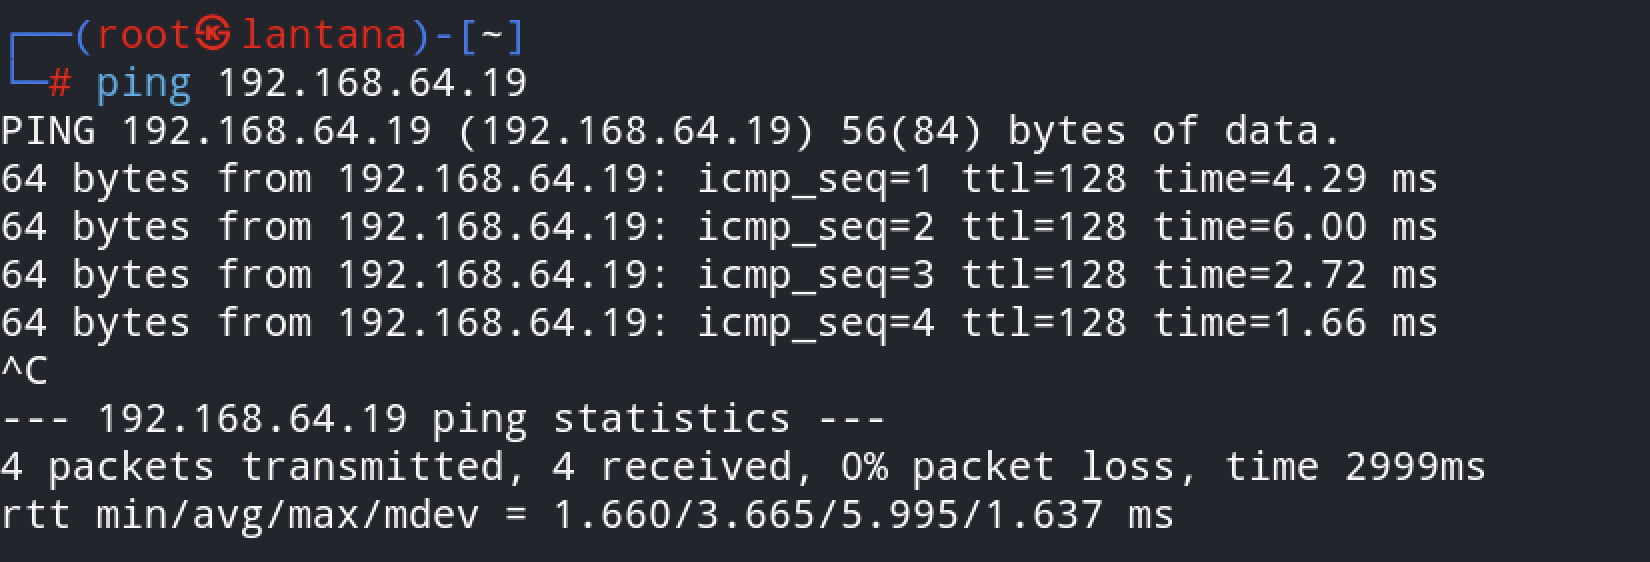 ┌──(root㉿lantana)-[~]
└─# ping 192.168.64.19
PING 192.168.64.19 (192.168.64.19) 56(84) bytes of data.
64 bytes from 192.168.64.19: icmp_seq=1 ttl=128 time=4.29 ms
64 bytes from 192.168.64.19: icmp_seq=2 ttl=128 time=6.00 ms
64 bytes from 192.168.64.19: icmp_seq=3 ttl=128 time=2.72 ms
64 bytes from 192.168.64.19: icmp_seq=4 ttl=128 time=1.66 ms
^C
--- 192.168.64.19 ping statistics ---
4 packets transmitted, 4 received, 0% packet loss, time 2999ms
rtt min/avg/max/mdev = 1.660/3.665/5.995/1.637 ms